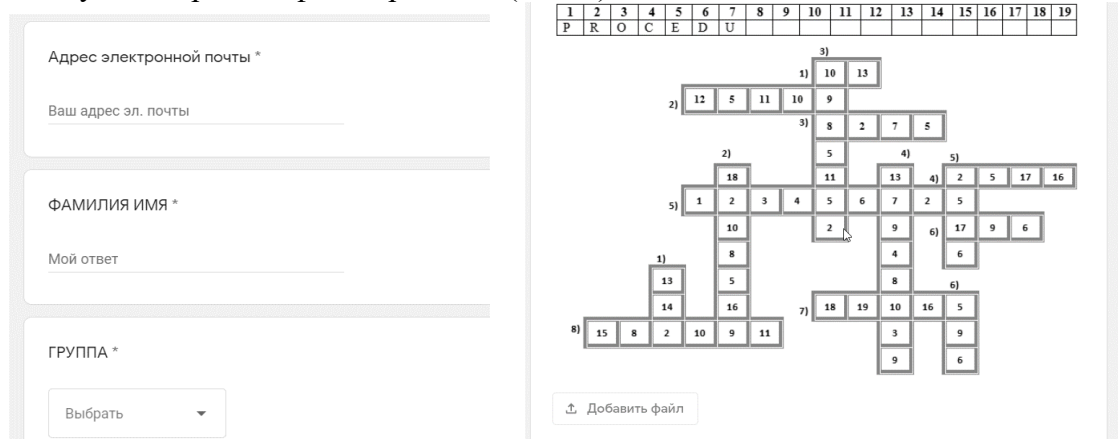 Адрес электронной почты *
Ваш адрес эл. почты
ФАМИЛИЯ ИМЯ *
Мой ответ
ГРУППА *
Выбрать
1 2 3 4 5 6 7 8 9 10 11 12 13 14 15 16 17 18 19
P R O C E D U
3)
1) 10 13
2) 12 5 11 10 9
3) 8 2 7 5
2) 5 4) 5)
18 11 13 4) 2 5 17 16
5) 1 2 3 4 5 6 7 2 5
10 2 9 6) 17 9 6
1) 8 4 6
13 5 8 6)
14 16 7) 18 19 10 16 5
8) 15 8 2 10 9 11 3 9
9 6
Добавить файл